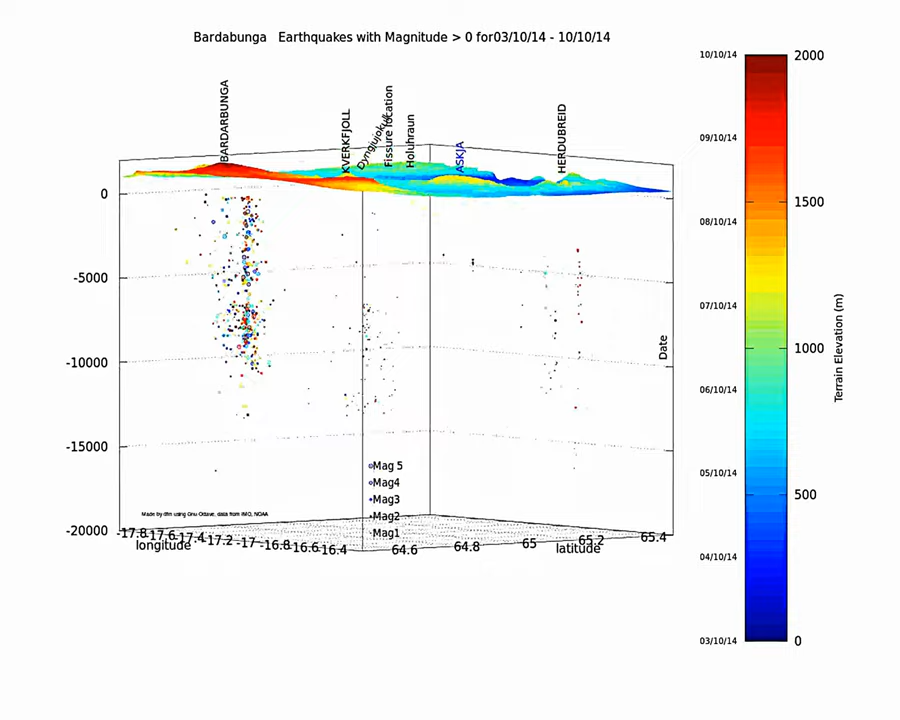 Bardabunga Earthquakes with Magnitude > 0 for03/10/14 - 10/10/14
BARDARBUNGA
KVERKFJOLL
Dyngjujokull
Fissure location
Holuhraun
ASKJA
HERDUBREID
0
-5000
-10000
-15000
-20000
Mag 5
Mag4
Mag3
Mag2
Mag1
Made by dfm using Gnu Octave, data from IMO, NOAA
-17.8
-17.6
-17.4
-17.2
-17
-16.8
-16.6
-16.4
longitude
64.6
64.8
65
65.2
65.4
latitude
Date
10/10/14
09/10/14
08/10/14
07/10/14
06/10/14
05/10/14
04/10/14
03/10/14
2000
1500
1000
500
0
Terrain Elevation (m)